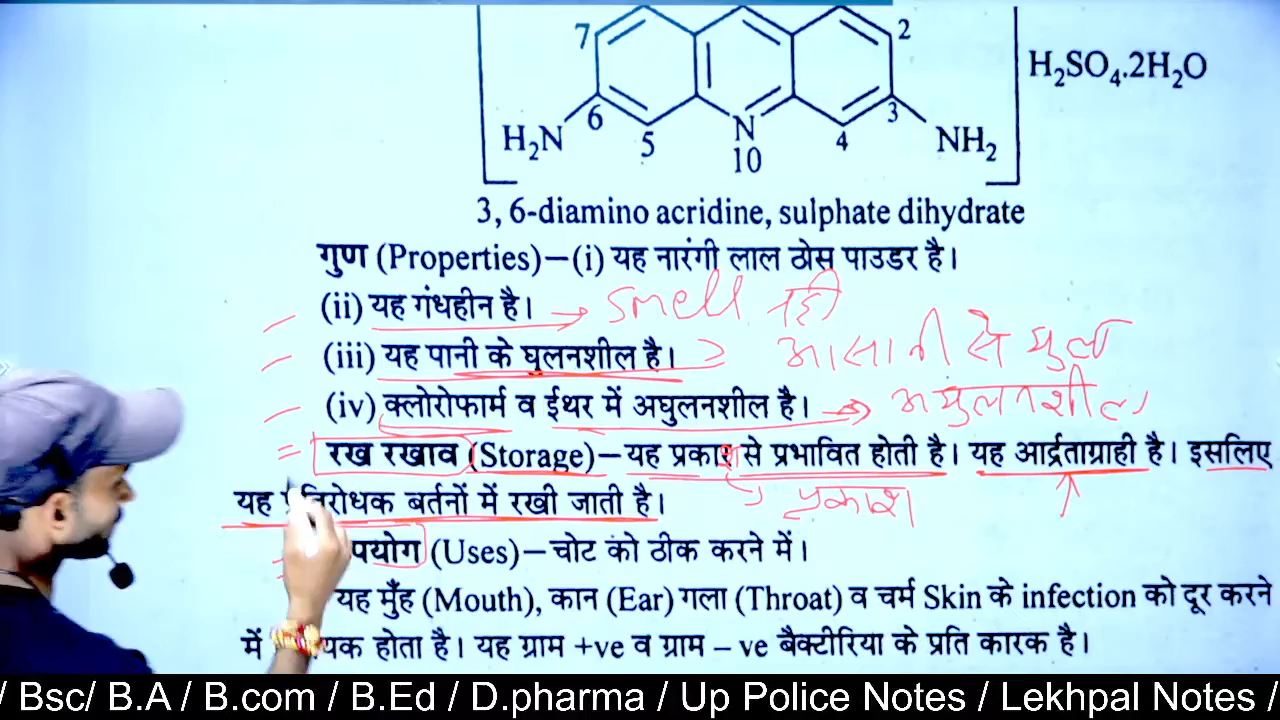 7 2 H₂SO₄.2H₂O
H₂N 6 5 N 4 3 NH₂
10
3, 6-diamino acridine, sulphate dihydrate
गुण (Properties)–(i) यह नारंगी लाल ठोस पाउडर है।
(ii) यह गंधहीन है। → smell नही
(iii) यह पानी के घुलनशील है। आसानी से घुल
(iv) क्लोरोफार्म व ईथर में अघुलनशील है। → अघुलनशील
रख रखाव (Storage)–यह प्रकाश से प्रभावित होती है। यह आर्द्रताग्राही है। इसलिए
प्रकाश
यह प्रतिरोधक बर्तनों में रखी जाती है।
पयोग (Uses)–चोट को ठीक करने में।
यह मुँह (Mouth), कान (Ear) गला (Throat) व चर्म Skin के infection को दूर करने
में यक होता है। यह ग्राम +ve व ग्राम – ve बैक्टीरिया के प्रति कारक है।
/ Bsc/ B.A / B.com / B.Ed / D.pharma / Up Police Notes / Lekhpal Notes /